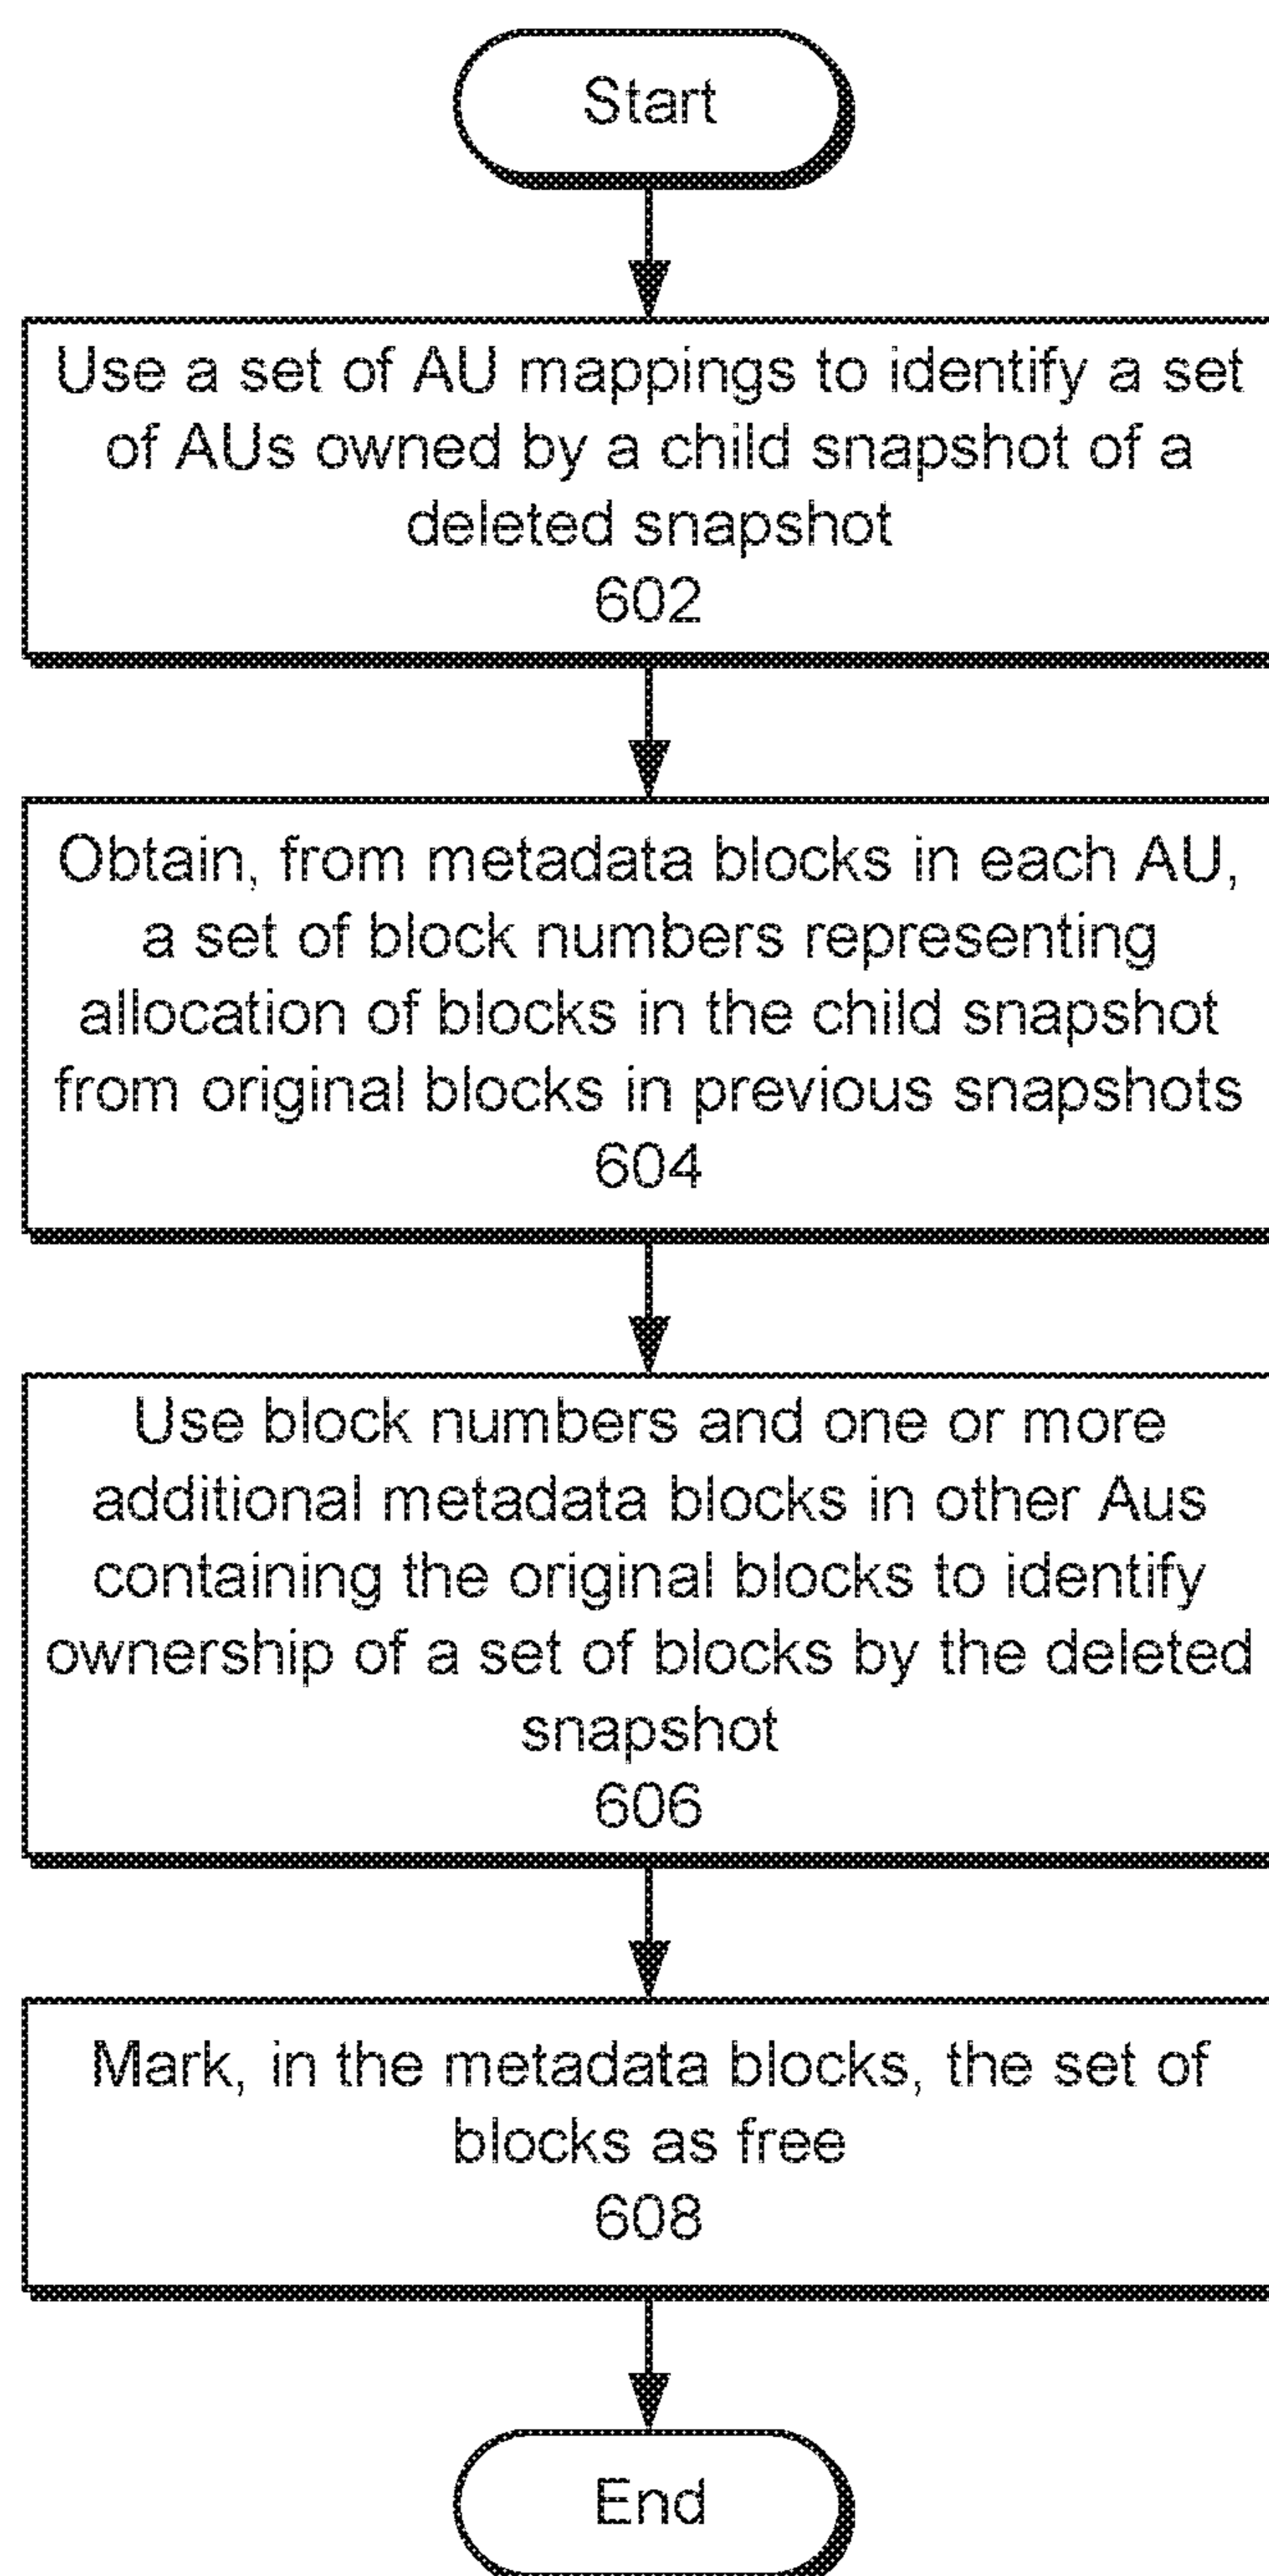 Start
Use a set of AU mappings to identify a set
of AUs owned by a child snapshot of a
deleted snapshot
602
Obtain, from metadata blocks in each AU,
a set of block numbers representing
allocation of blocks in the child snapshot
from original blocks in previous snapshots
604
Use block numbers and one or more
additional metadata blocks in other Aus
containing the original blocks to identify
ownership of a set of blocks by the deleted
snapshot
606
Mark, in the metadata blocks, the set of
blocks as free
608
End